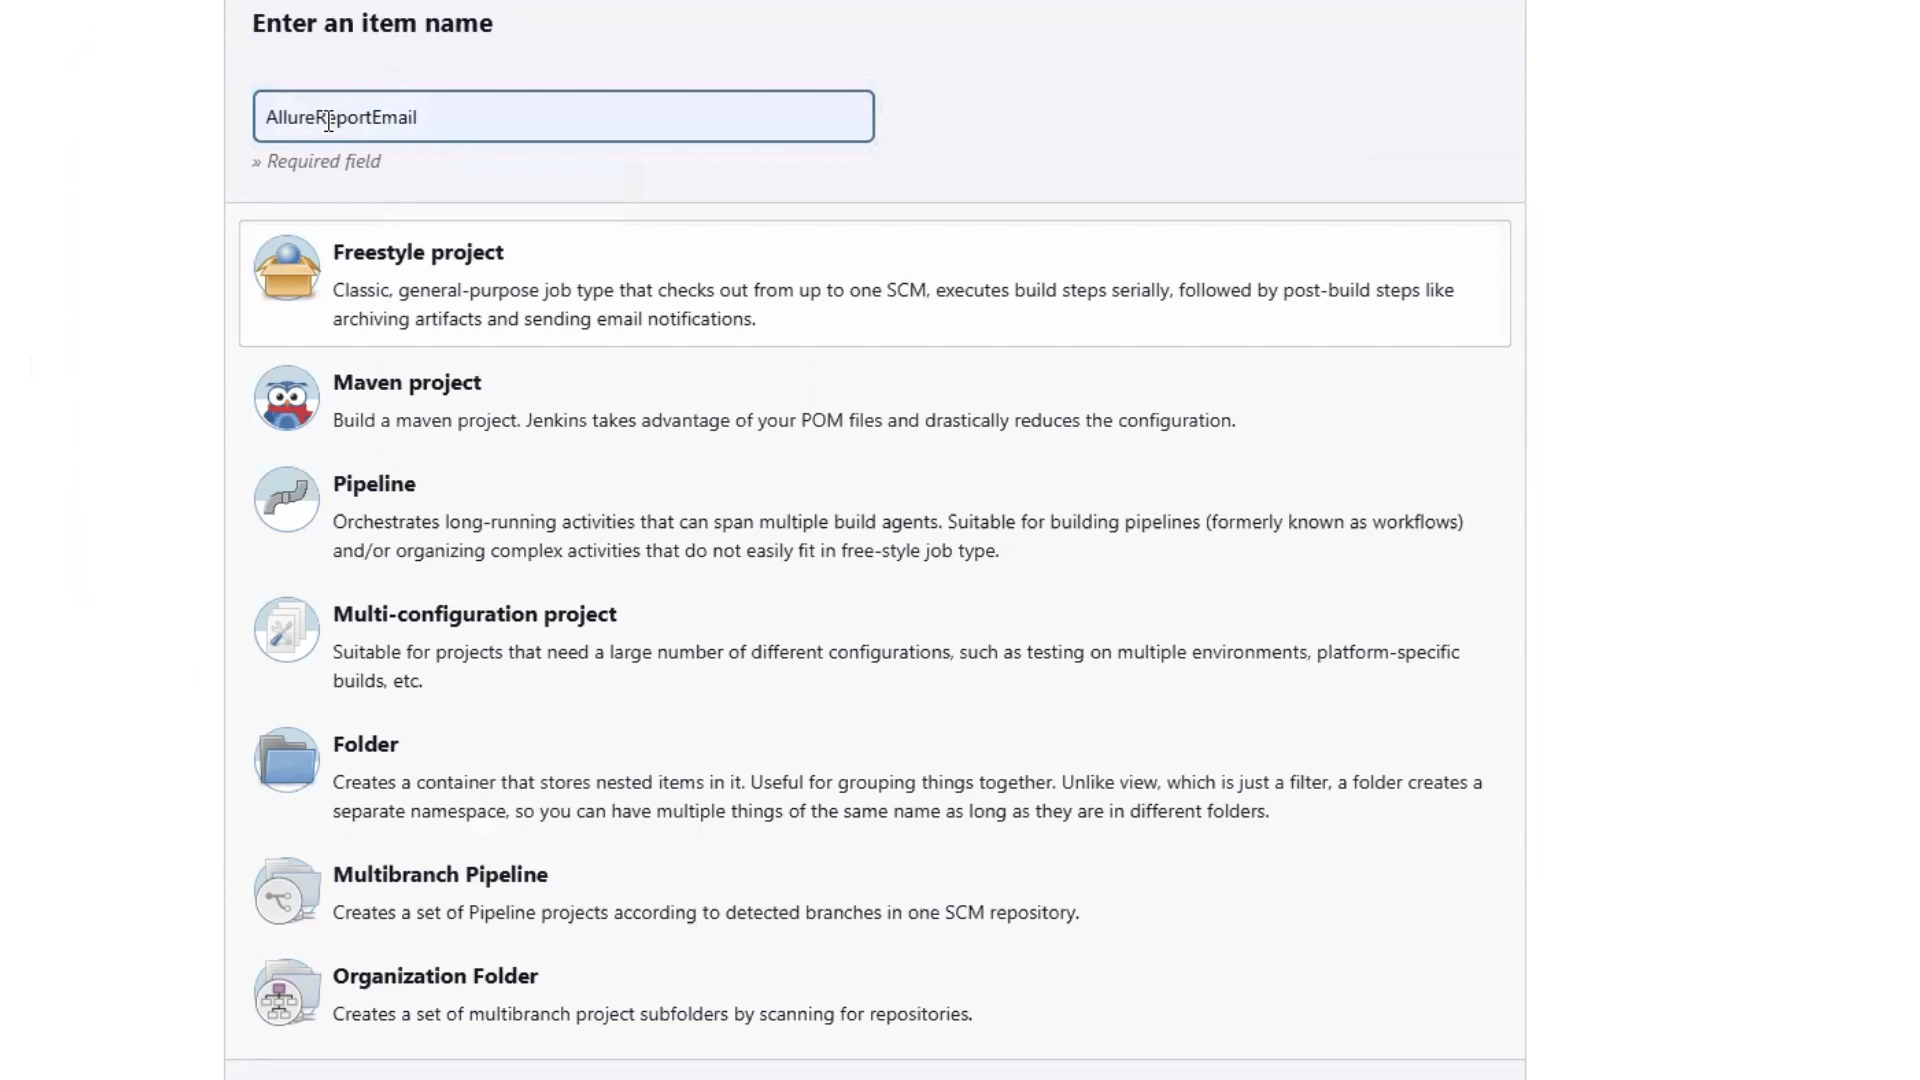 Enter an item name
AllureReportEmail
» Required field
Freestyle project
Classic, general-purpose job type that checks out from up to one SCM, executes build steps serially, followed by post-build steps like
archiving artifacts and sending email notifications.
Maven project
Build a maven project. Jenkins takes advantage of your POM files and drastically reduces the configuration.
Pipeline
Orchestrates long-running activities that can span multiple build agents. Suitable for building pipelines (formerly known as workflows)
and/or organizing complex activities that do not easily fit in free-style job type.
Multi-configuration project
Suitable for projects that need a large number of different configurations, such as testing on multiple environments, platform-specific
builds, etc.
Folder
Creates a container that stores nested items in it. Useful for grouping things together. Unlike view, which is just a filter, a folder creates a
separate namespace, so you can have multiple things of the same name as long as they are in different folders.
Multibranch Pipeline
Creates a set of Pipeline projects according to detected branches in one SCM repository.
Organization Folder
Creates a set of multibranch project subfolders by scanning for repositories.